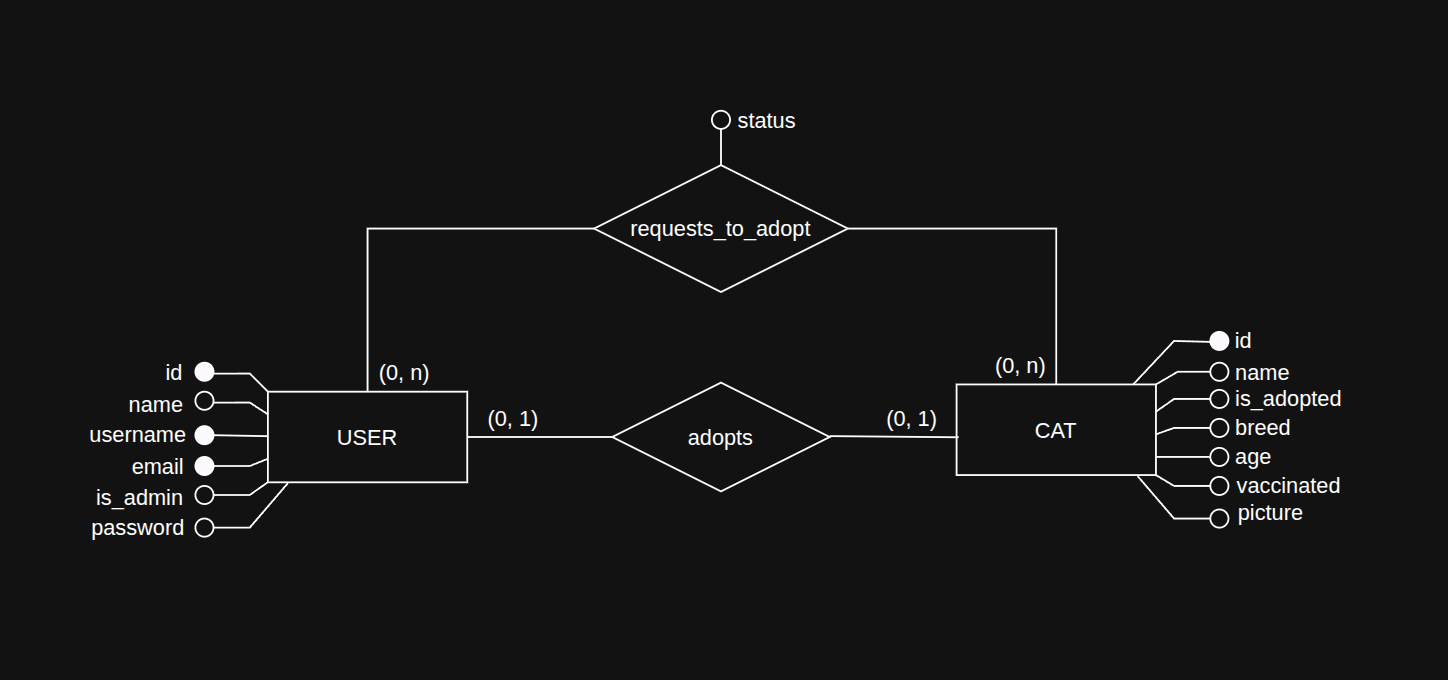 status
requests_to_adopt
(0, n)
(0, n)
id
name
username
email
is_admin
password
USER
(0, 1)
adopts
(0, 1)
CAT
id
name
is_adopted
breed
age
vaccinated
picture